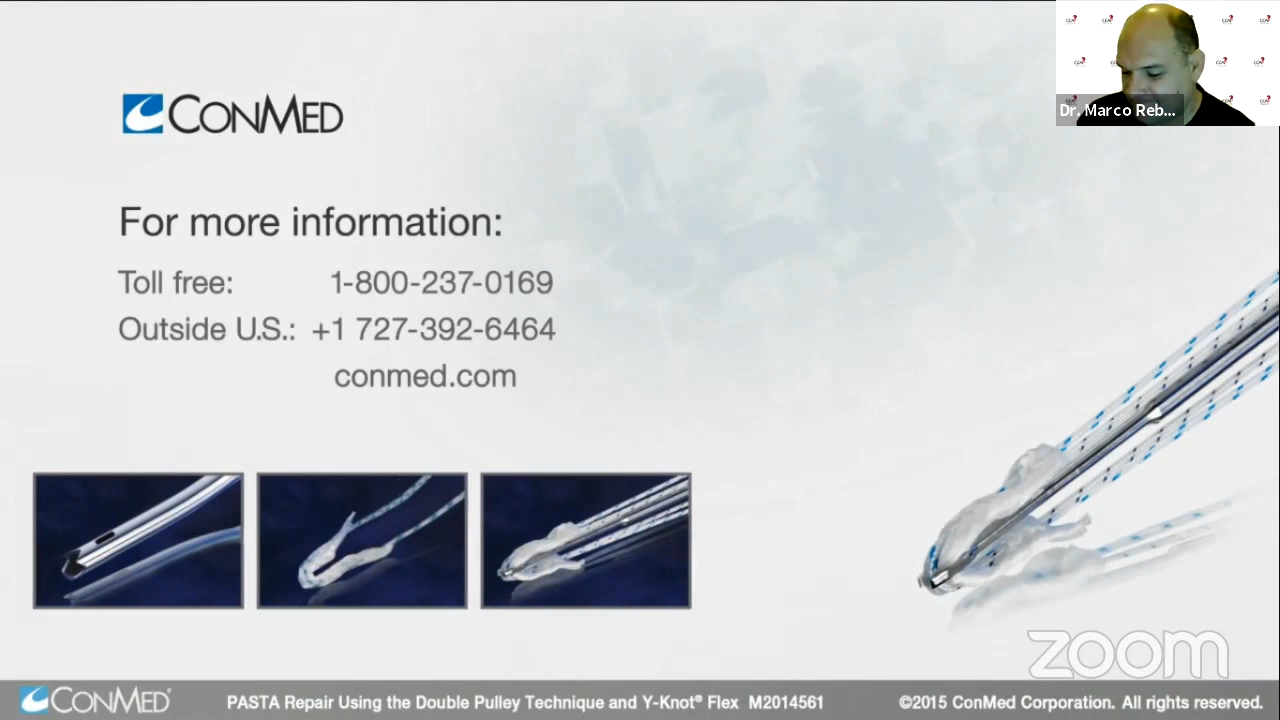 CONMED
Dr. Marco Reb...
For more information:
Toll free: 1-800-237-0169
Outside U.S.: +1 727-392-6464
conmed.com
zoom
CONMED® PASTA Repair Using the Double Pulley Technique and Y-Knot® Flex M2014561 ©2015 ConMed Corporation. All rights reserved.